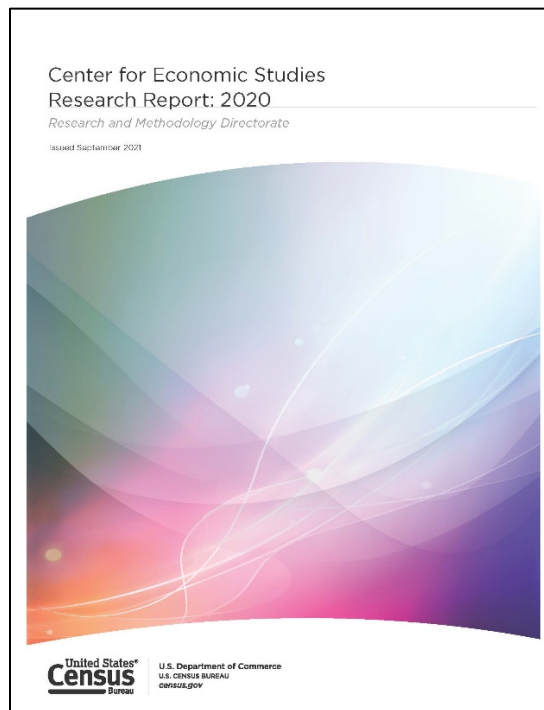 Center for Economic Studies
Research Report: 2020
Research and Methodology Directorate
Issued September 2021
United States®
Census
Bureau
U.S. Department of Commerce
U.S. CENSUS BUREAU
census.gov